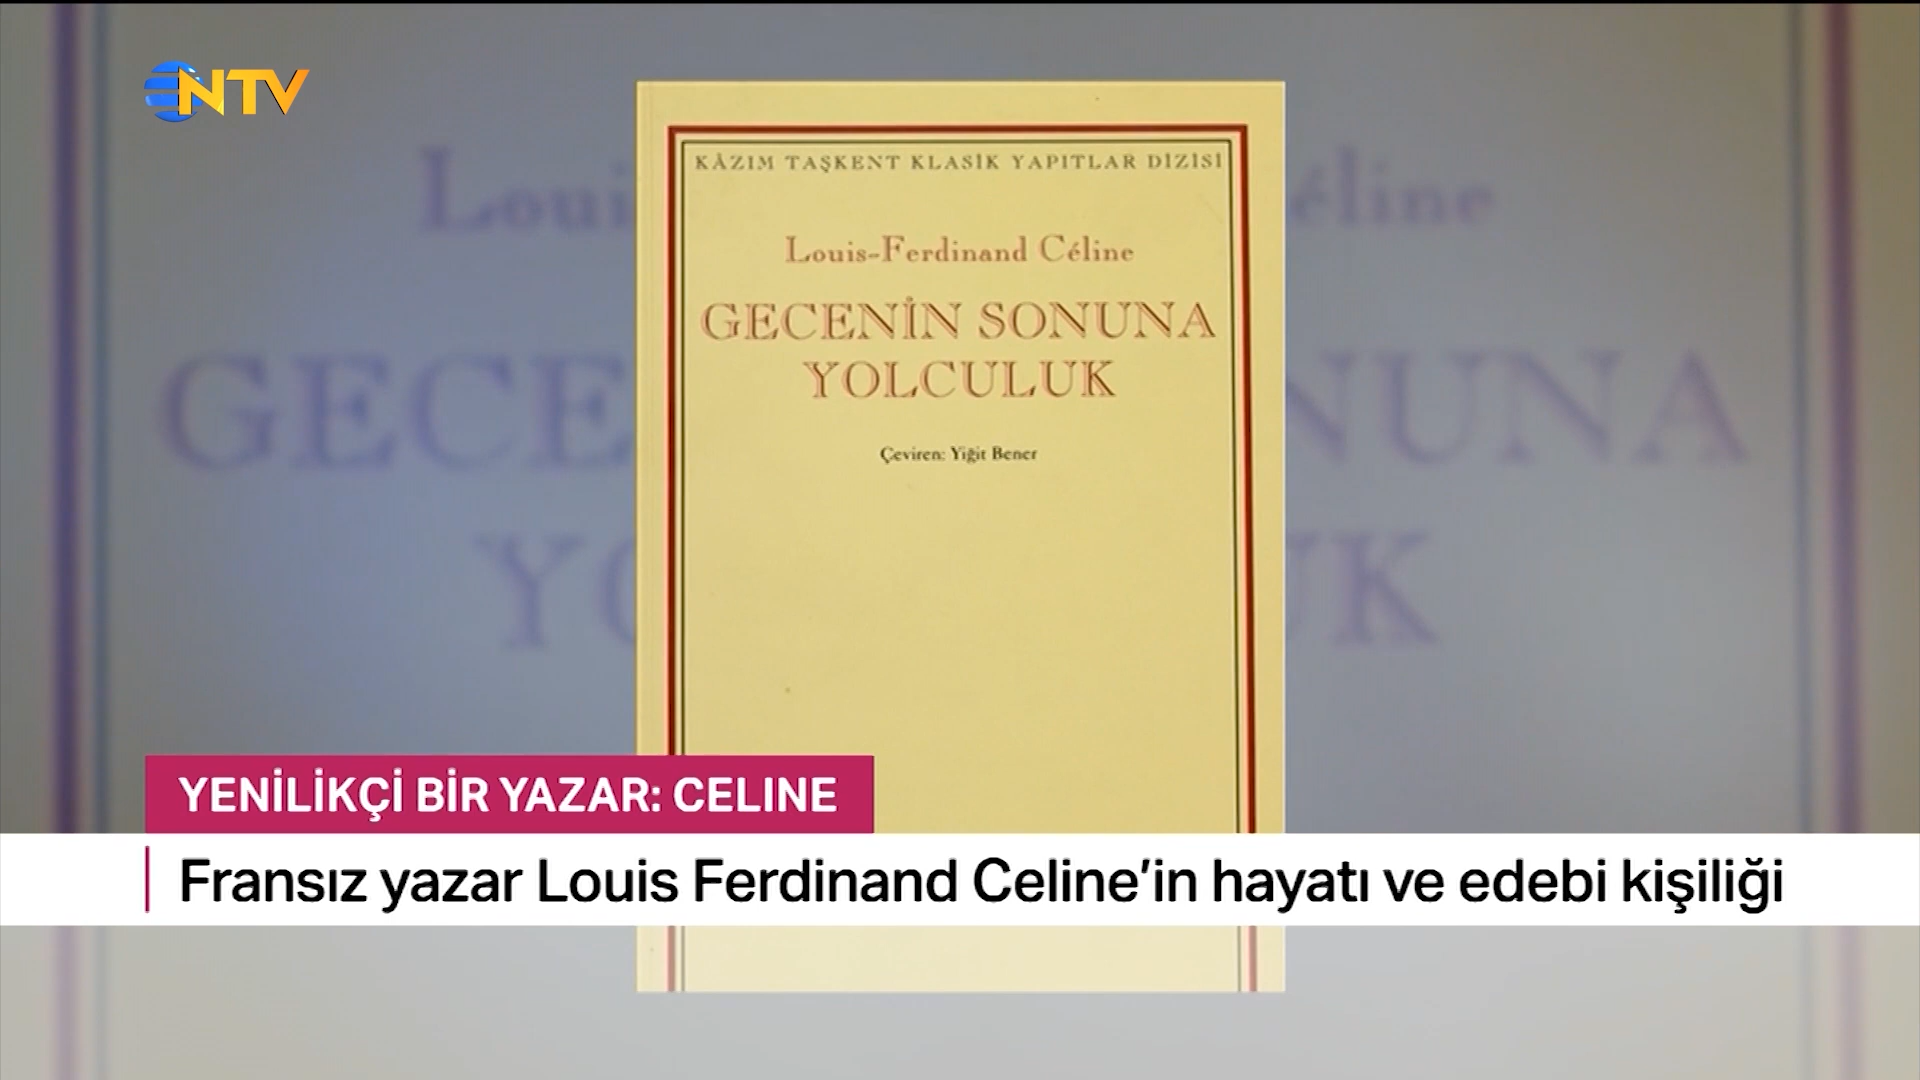 NTV
KÂZIM TAŞKENT KLASİK YAPITLAR DİZİSİ
Louis-Ferdinand Céline
GECENİN SONUNA
YOLCULUK
Çeviren: Yiğit Bener
YENİLİKÇİ BİR YAZAR: CELINE
Fransız yazar Louis Ferdinand Celine’in hayatı ve edebi kişiliği